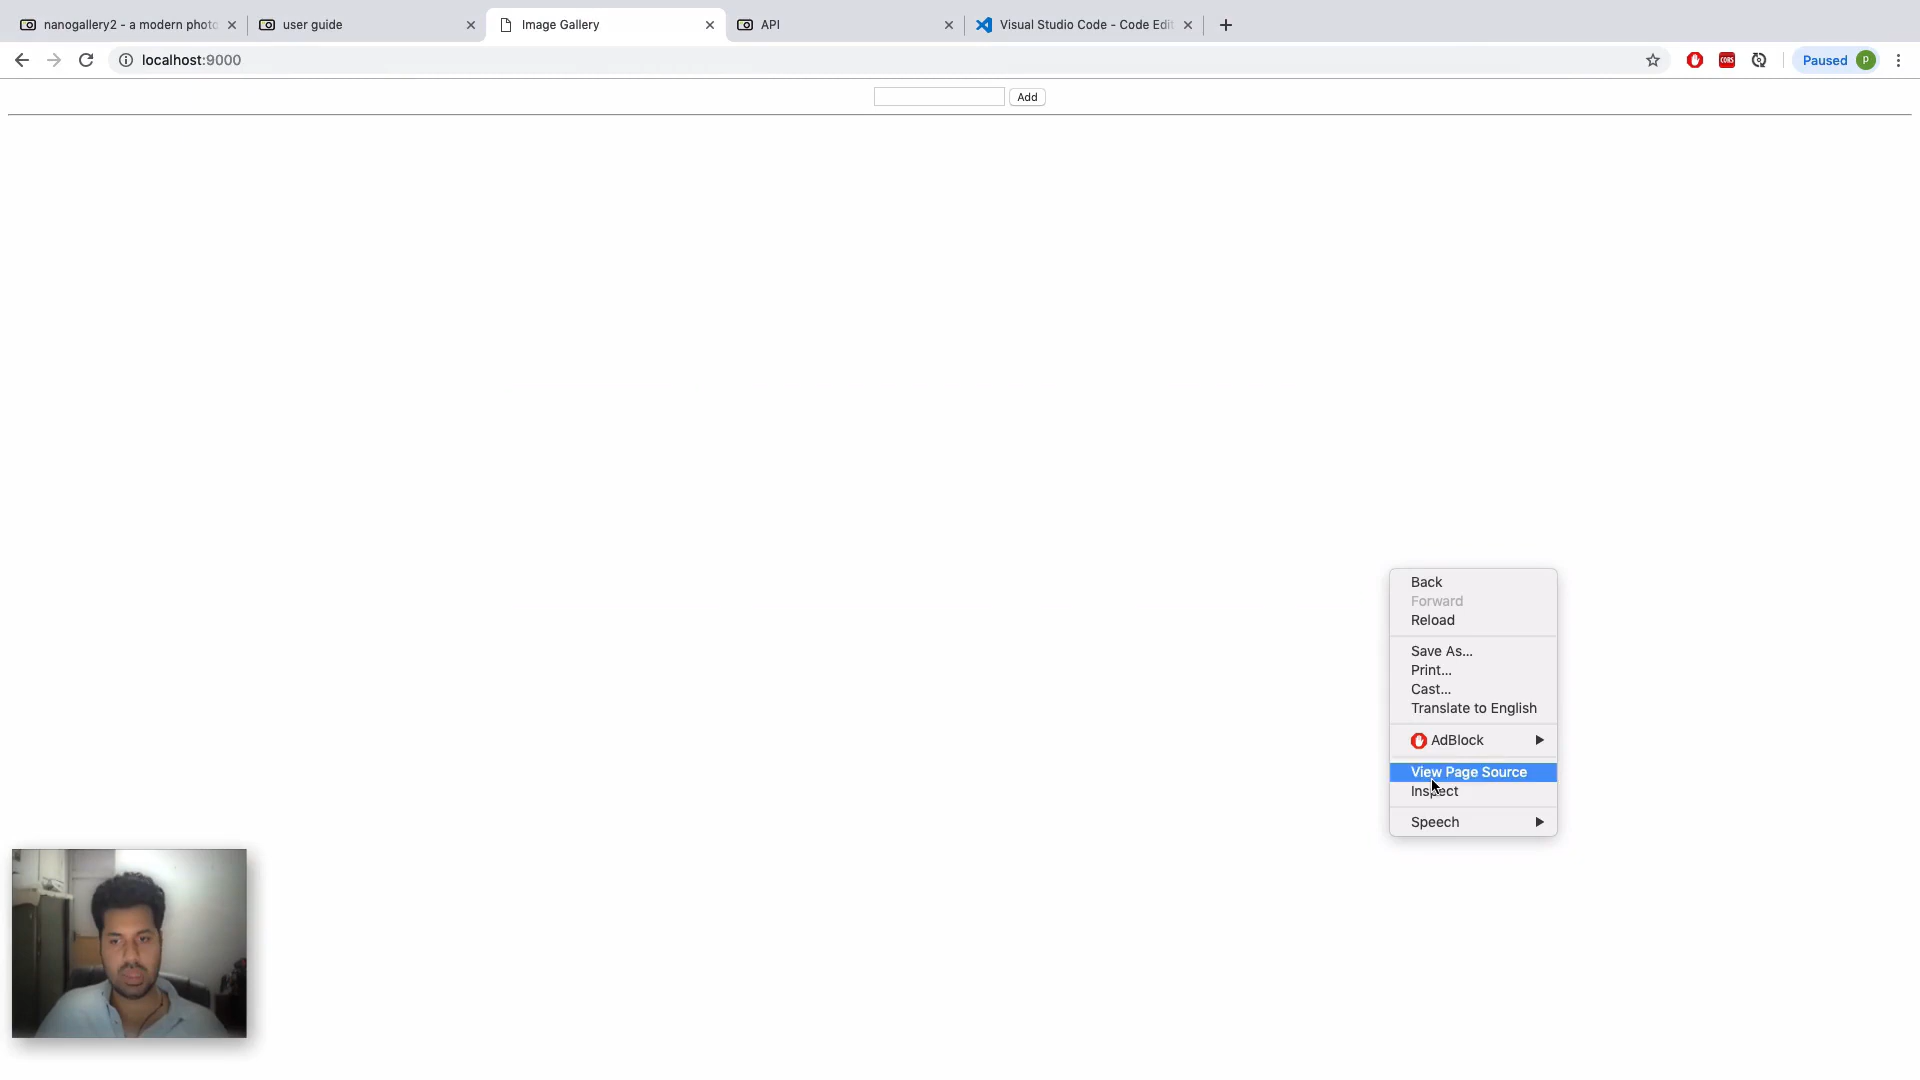 nanogallery2 - a modern photo
user guide
Image Gallery
API
Visual Studio Code - Code Edit
localhost:9000
CORS
Paused
P
Add
Back
Forward
Reload
Save As...
Print...
Cast...
Translate to English
AdBlock
View Page Source
Inspect
Speech